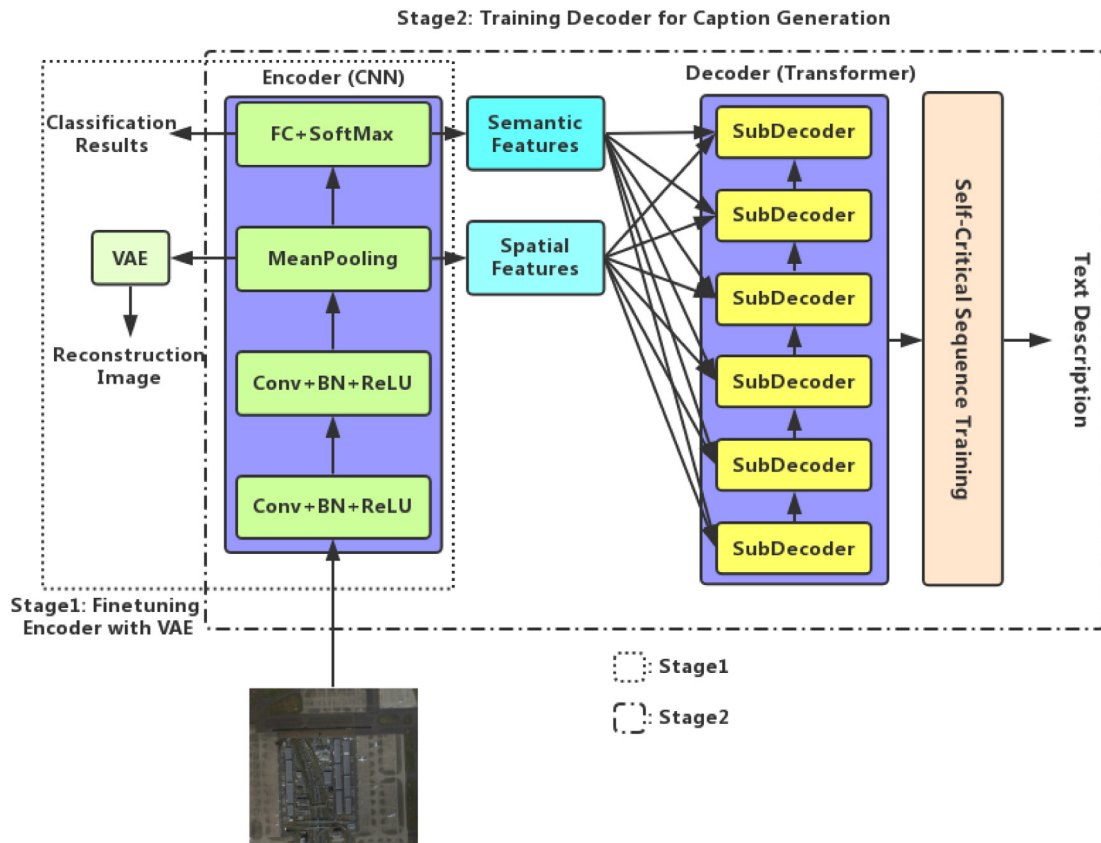 Stage2: Training Decoder for Caption Generation
Encoder (CNN)
Decoder (Transformer)
Classification
Results
FC+SoftMax
Semantic
Features
SubDecoder
SubDecoder
VAE
MeanPooling
Spatial
Features
SubDecoder
Reconstruction
Image
Conv+BN+ReLU
SubDecoder
SubDecoder
Conv+BN+ReLU
SubDecoder
Self-Critical Sequence Training
Text Description
Stage1: Finetuning
Encoder with VAE
: Stage1
: Stage2